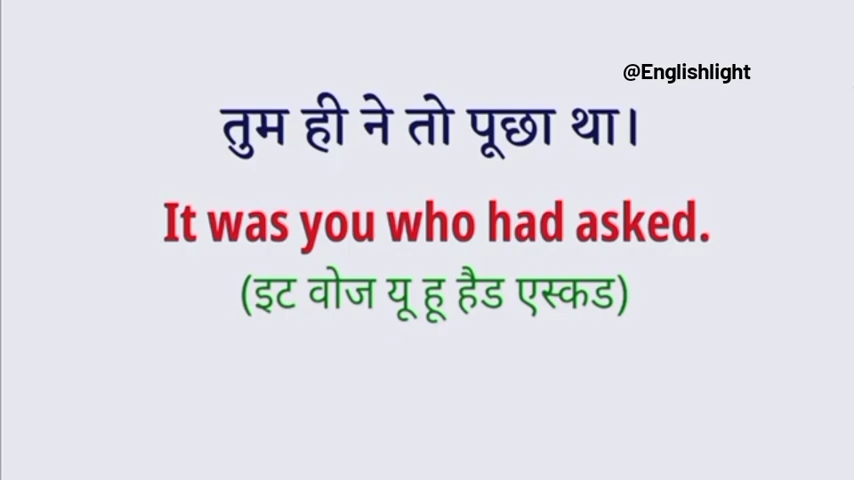 @Englishlight
तुम ही ने तो पूछा था।
It was you who had asked.
(इट वोज यू हू हैड एस्कड)